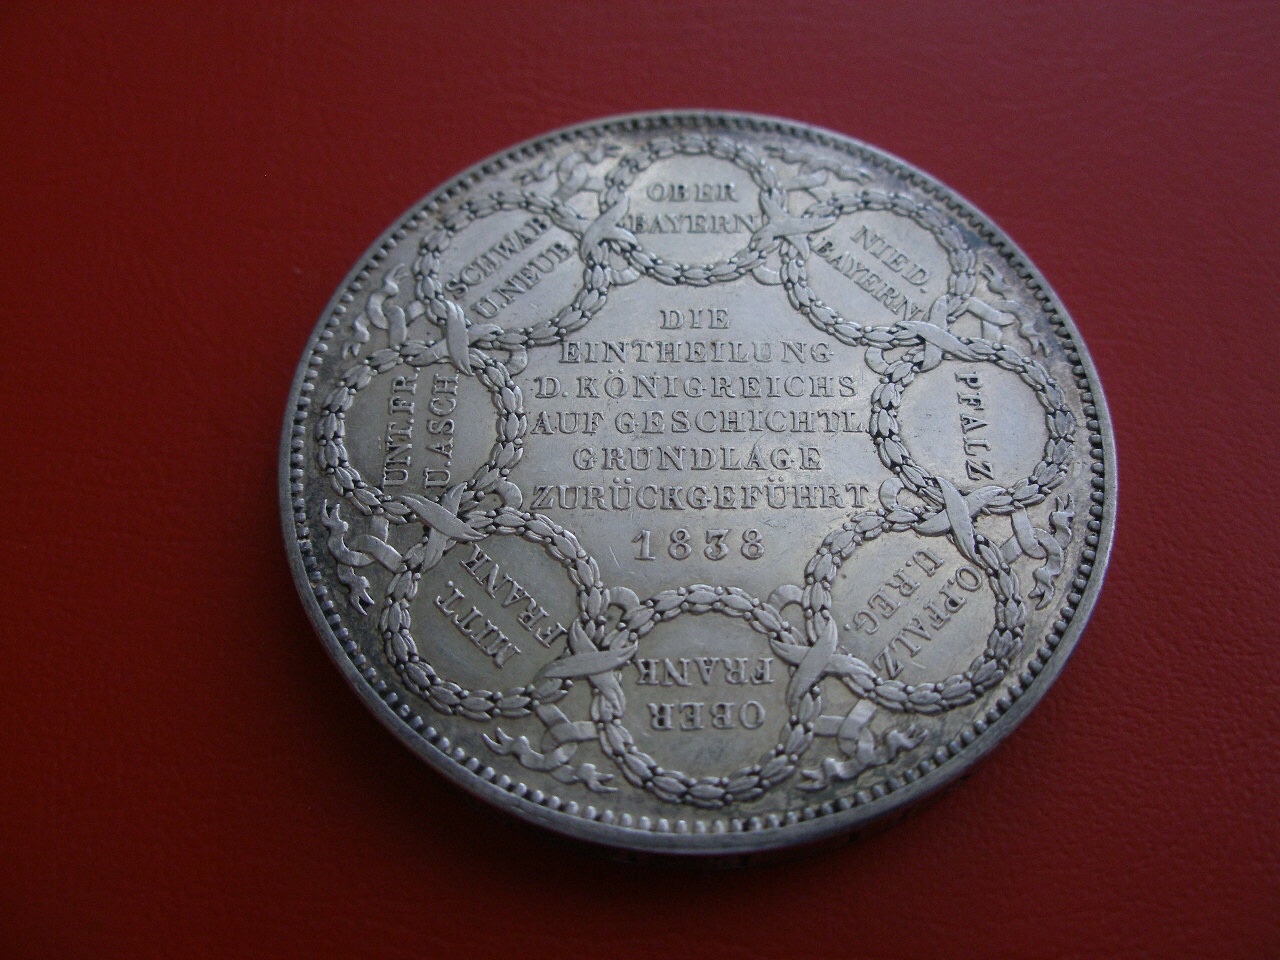 OBER
BAYERN
NIED.
BAYERN
PFALZ
O.PFALZ
U.REG.
OBER
FRANK
MITT.
FRANK
UNT.FR
U.ASCH
SCHWAB
U.NEUB
DIE
EINTHEILUNG
D.KÖNIGREICHS
AUF GESCHICHTL.
GRUNDLAGE
ZURÜCKGEFÜHRT
1838